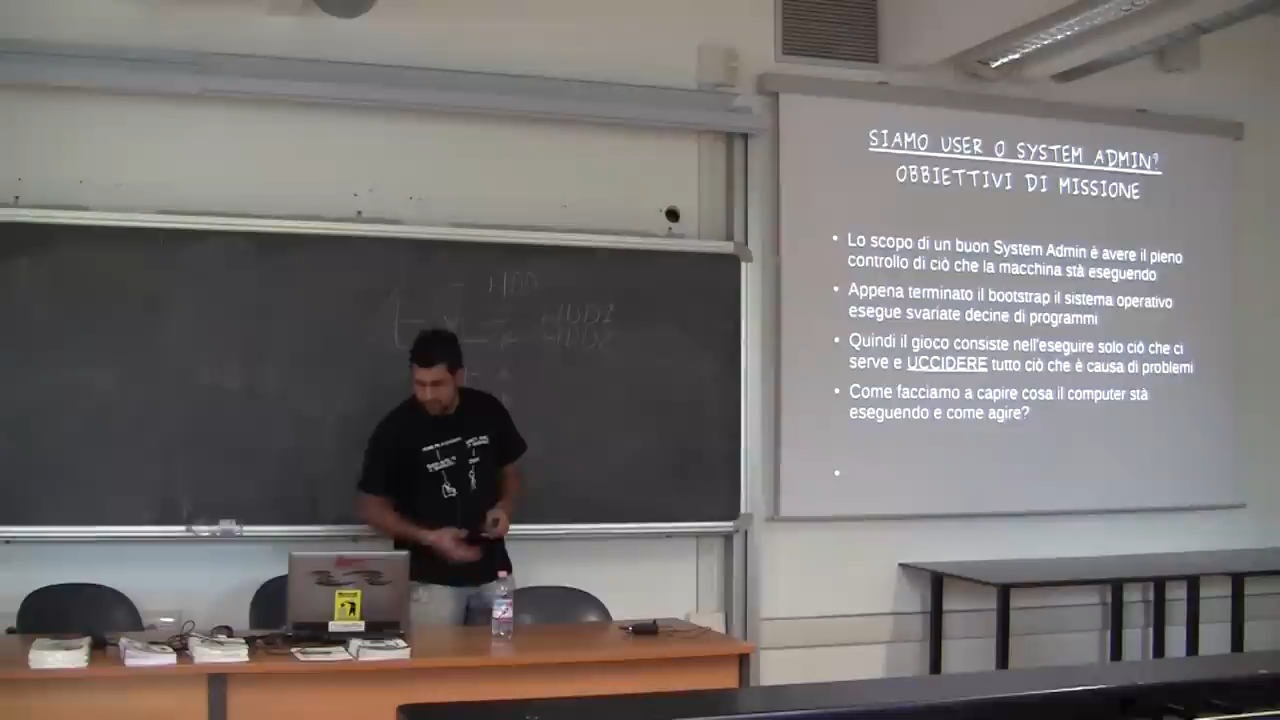 SIAMO USER O SYSTEM ADMIN?
OBBIETTIVI DI MISSIONE
• Lo scopo di un buon System Admin è avere il pieno
controllo di ciò che la macchina stà eseguendo
• Appena terminato il bootstrap il sistema operativo
esegue svariate decine di programmi
• Quindi il gioco consiste nell'eseguire solo ciò che ci
serve e UCCIDERE tutto ciò che è causa di problemi
• Come facciamo a capire cosa il computer stà
eseguendo e come agire?
•